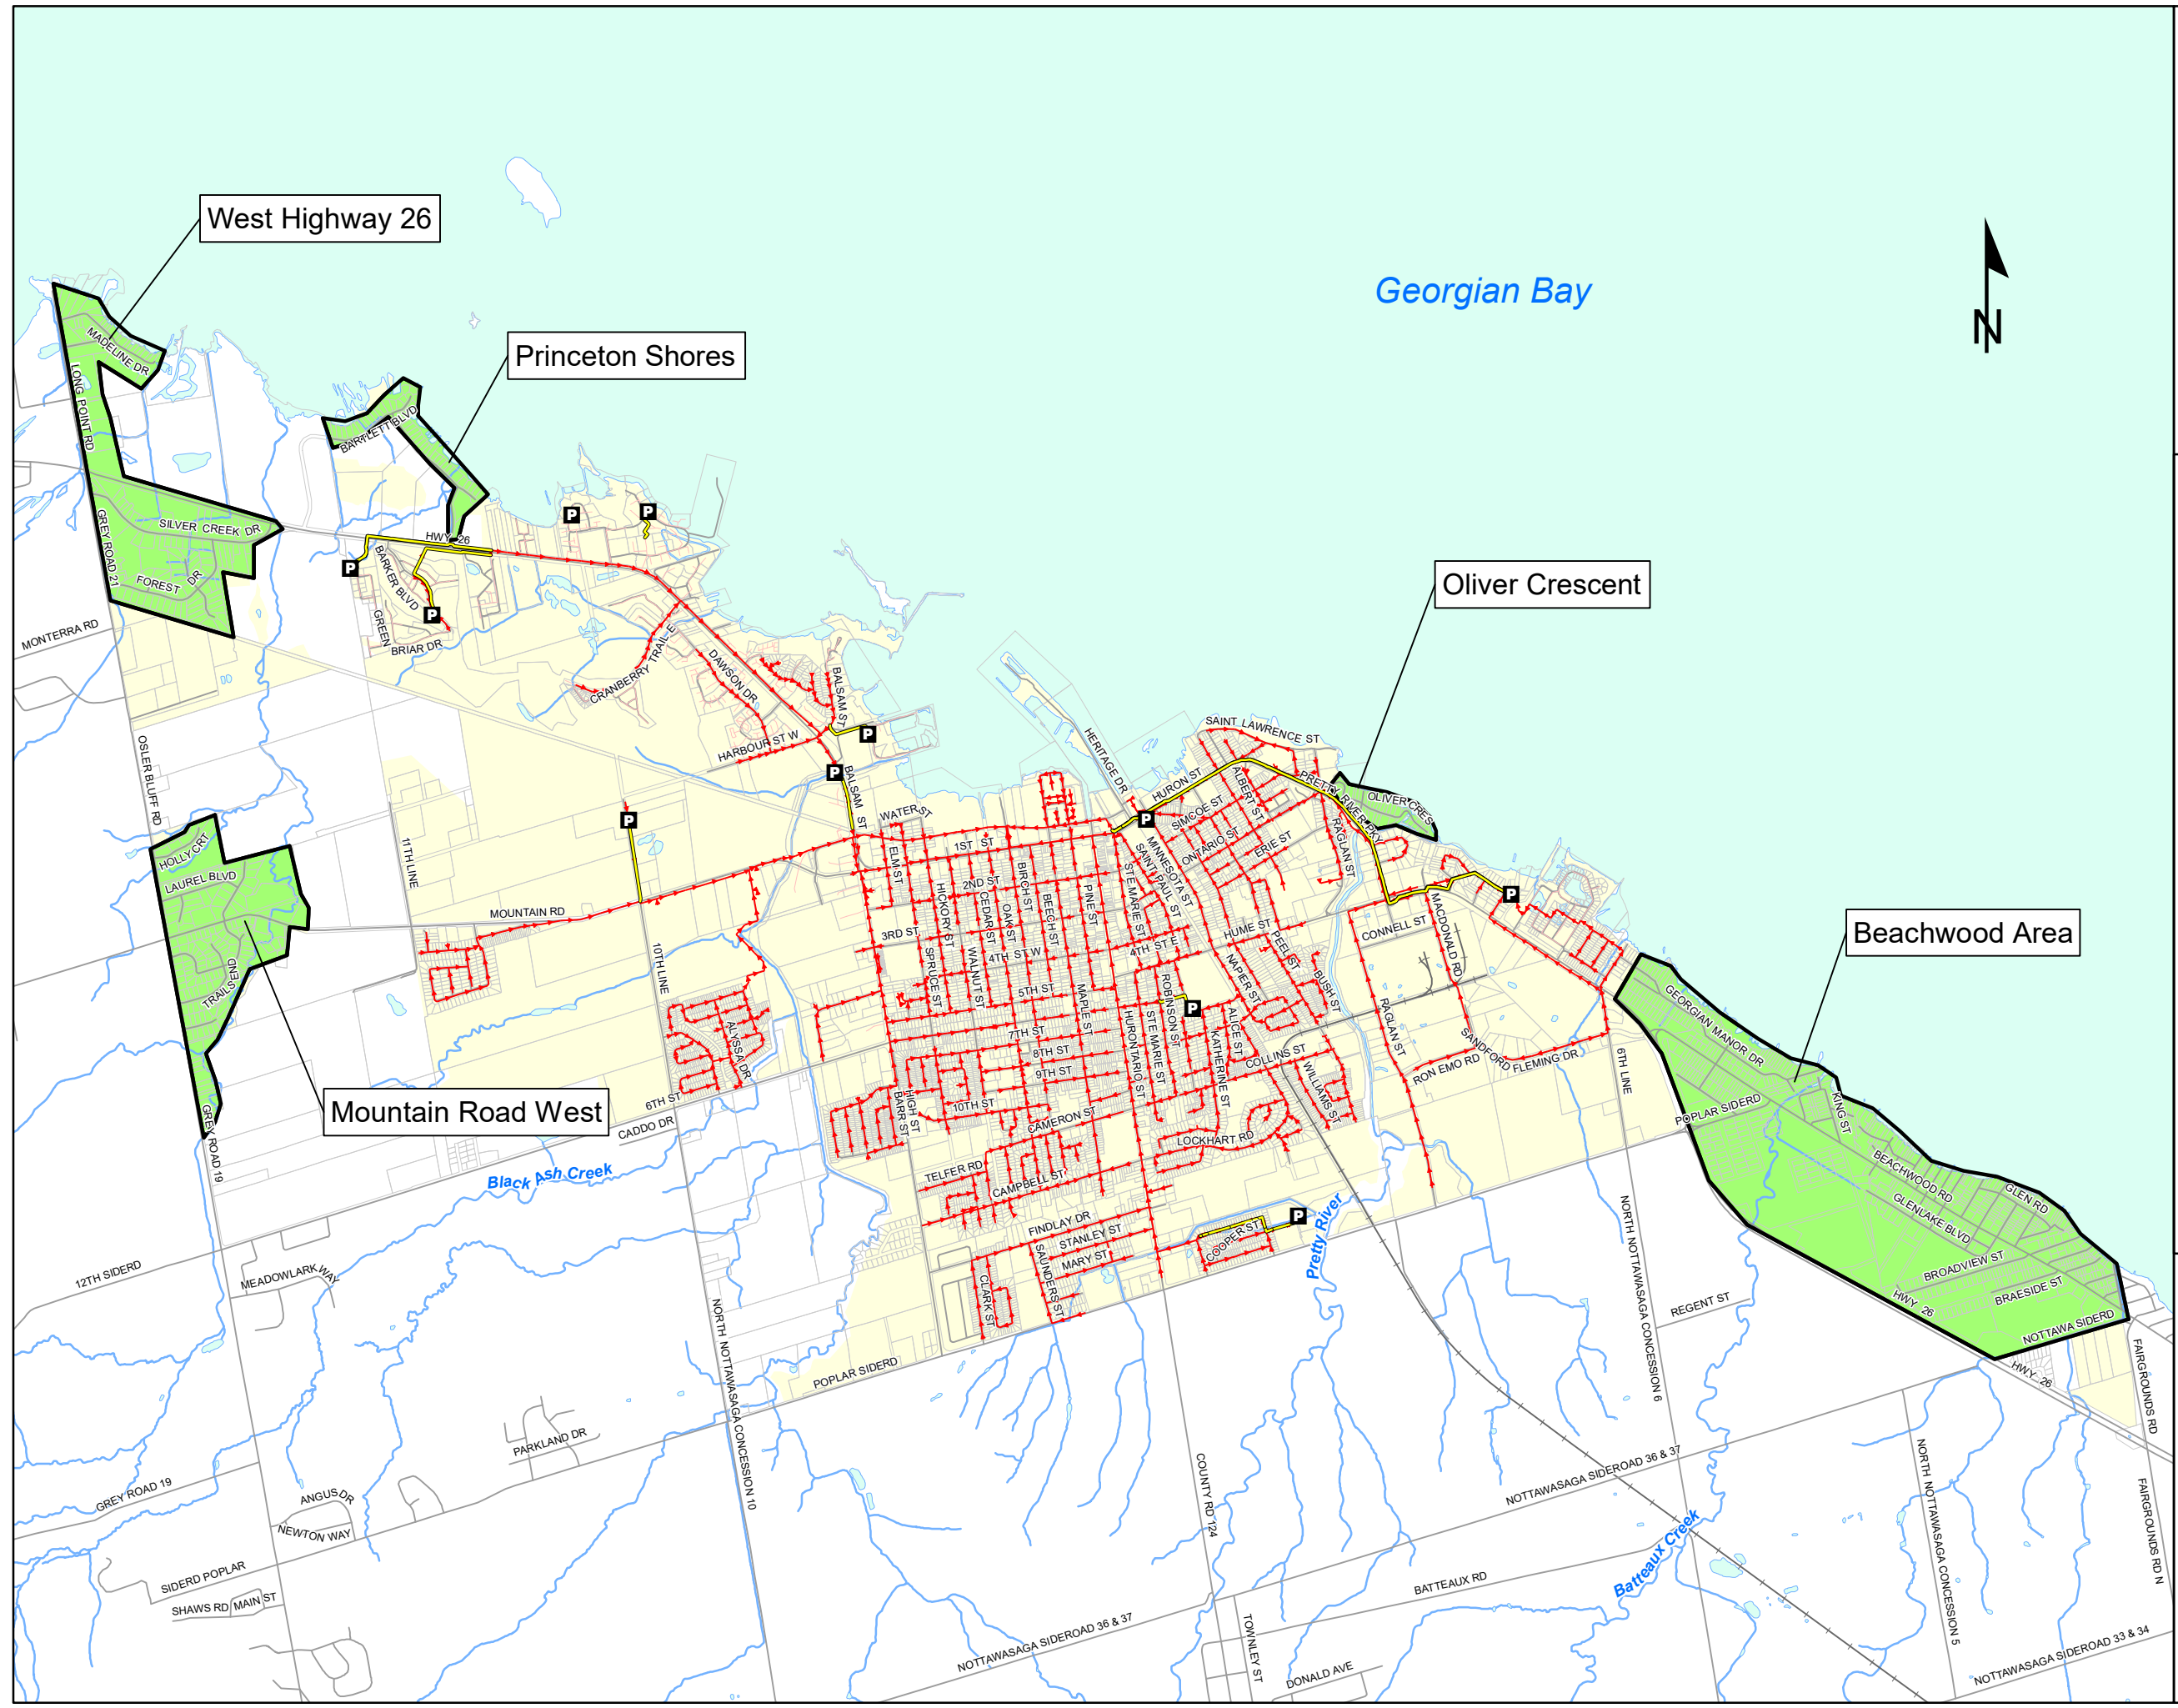 West Highway 26
Princeton Shores
Georgian Bay
N
MADELINE DR
LONG POINT RD
BARTLETT BLVD
SILVER CREEK DR
HWY 26
GREY ROAD 21
FOREST DR
BARKER BLVD
P
P
P
P
GREEN
BRIAR DR
MONTERRA RD
Oliver Crescent
CRANBERRY TRAIL E
DAWSON DR
BALSAM ST
HARBOUR ST W
P
P
BALSAM ST
OSLER BLUFF RD
HERITAGE DR
SAINT LAWRENCE ST
HURON ST
ALBERT ST
PRETTY RIVER PKY
OLIVER CRES
SIMCOE ST
ONTARIO ST
ERIE ST
RAGLAN ST
P
P
WATER ST
1ST ST
ELM ST
2ND ST
HICKORY ST
CEDAR ST
OAK ST
BIRCH ST
BEECH ST
PINE ST
STE MARIE ST
SAINT PAUL ST
MINNESOTA ST
HOLLY CRT
LAUREL BLVD
11TH LINE
MOUNTAIN RD
3RD ST
4TH ST W
4TH ST E
HUME ST
PEEL ST
CONNELL ST
MACDONALD RD
P
Beachwood Area
TRAILS END
10TH LINE
SPRUCE ST
WALNUT ST
5TH ST
MAPLE ST
ROBINSON ST
NAPIER ST
BUSH ST
P
RAGLAN ST
GEORGIAN MANOR DR
ALYSSA DR
7TH ST
8TH ST
9TH ST
10TH ST
HURONTARIO ST
STE MARIE ST
KATHERINE ST
ALICE ST
COLLINS ST
WILLIAMS ST
RON EMO RD
SANDFORD FLEMING DR
6TH LINE
Mountain Road West
6TH ST
CADDO DR
HIGH ST
BARR ST
CAMERON ST
LOCKHART RD
POPLAR SIDERD
KING ST
GREY ROAD 19
Black Ash Creek
TELFER RD
CAMPBELL ST
BEACHWOOD RD
GLEN RD
GLENLAKE BLVD
12TH SIDERD
MEADOWLARK WAY
FINDLAY DR
STANLEY ST
MARY ST
SAUNDERS ST
CLARK ST
COOPER ST
P
Pretty River
BROADVIEW ST
BRAESIDE ST
HWY 26
NOTTAWA SIDERD
REGENT ST
NORTH NOTTAWASAGA CONCESSION 6
NORTH NOTTAWASAGA CONCESSION 10
POPLAR SIDERD
HWY 26
FAIRGROUNDS RD
PARKLAND DR
GREY ROAD 19
ANGUS DR
NEWTON WAY
COUNTY RD 124
NOTTAWASAGA SIDEROAD 36 & 37
NORTH NOTTAWASAGA CONCESSION 5
FAIRGROUNDS RD N
SIDERD POPLAR
SHAWS RD
MAIN ST
BATTEAUX RD
Batteaux Creek
NOTTAWASAGA SIDEROAD 36 & 37
TOWNLEY ST
DONALD AVE
NOTTAWASAGA SIDEROAD 33 & 34